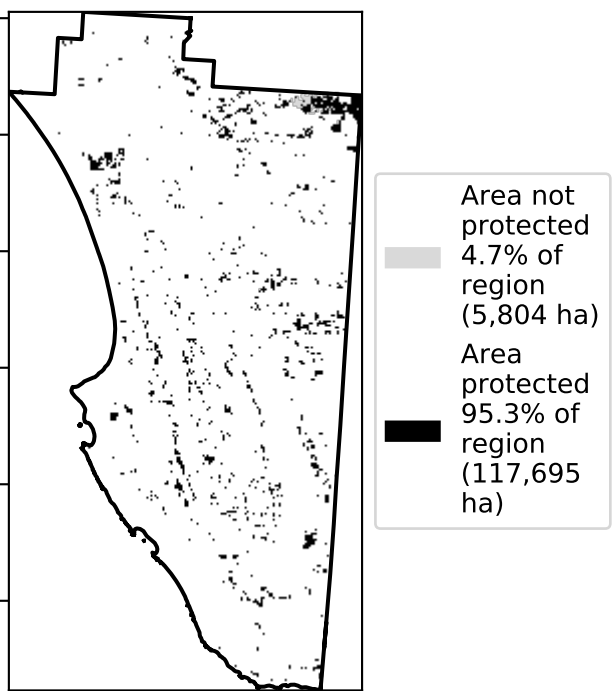 Area not
protected
4.7% of
region
(5,804 ha)
Area
protected
95.3% of
region
(117,695
ha)